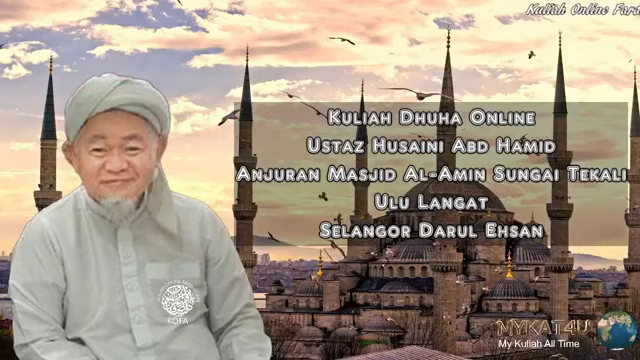 Kuliah Online Fard
Kuliah Dhuha Online
Ustaz Husaini Abd Hamid
Anjuran Masjid Al-Amin Sungai Tekali
Ulu Langat
Selangor Darul Ehsan
KOFA
MYKAT4U
My Kuliah All Time